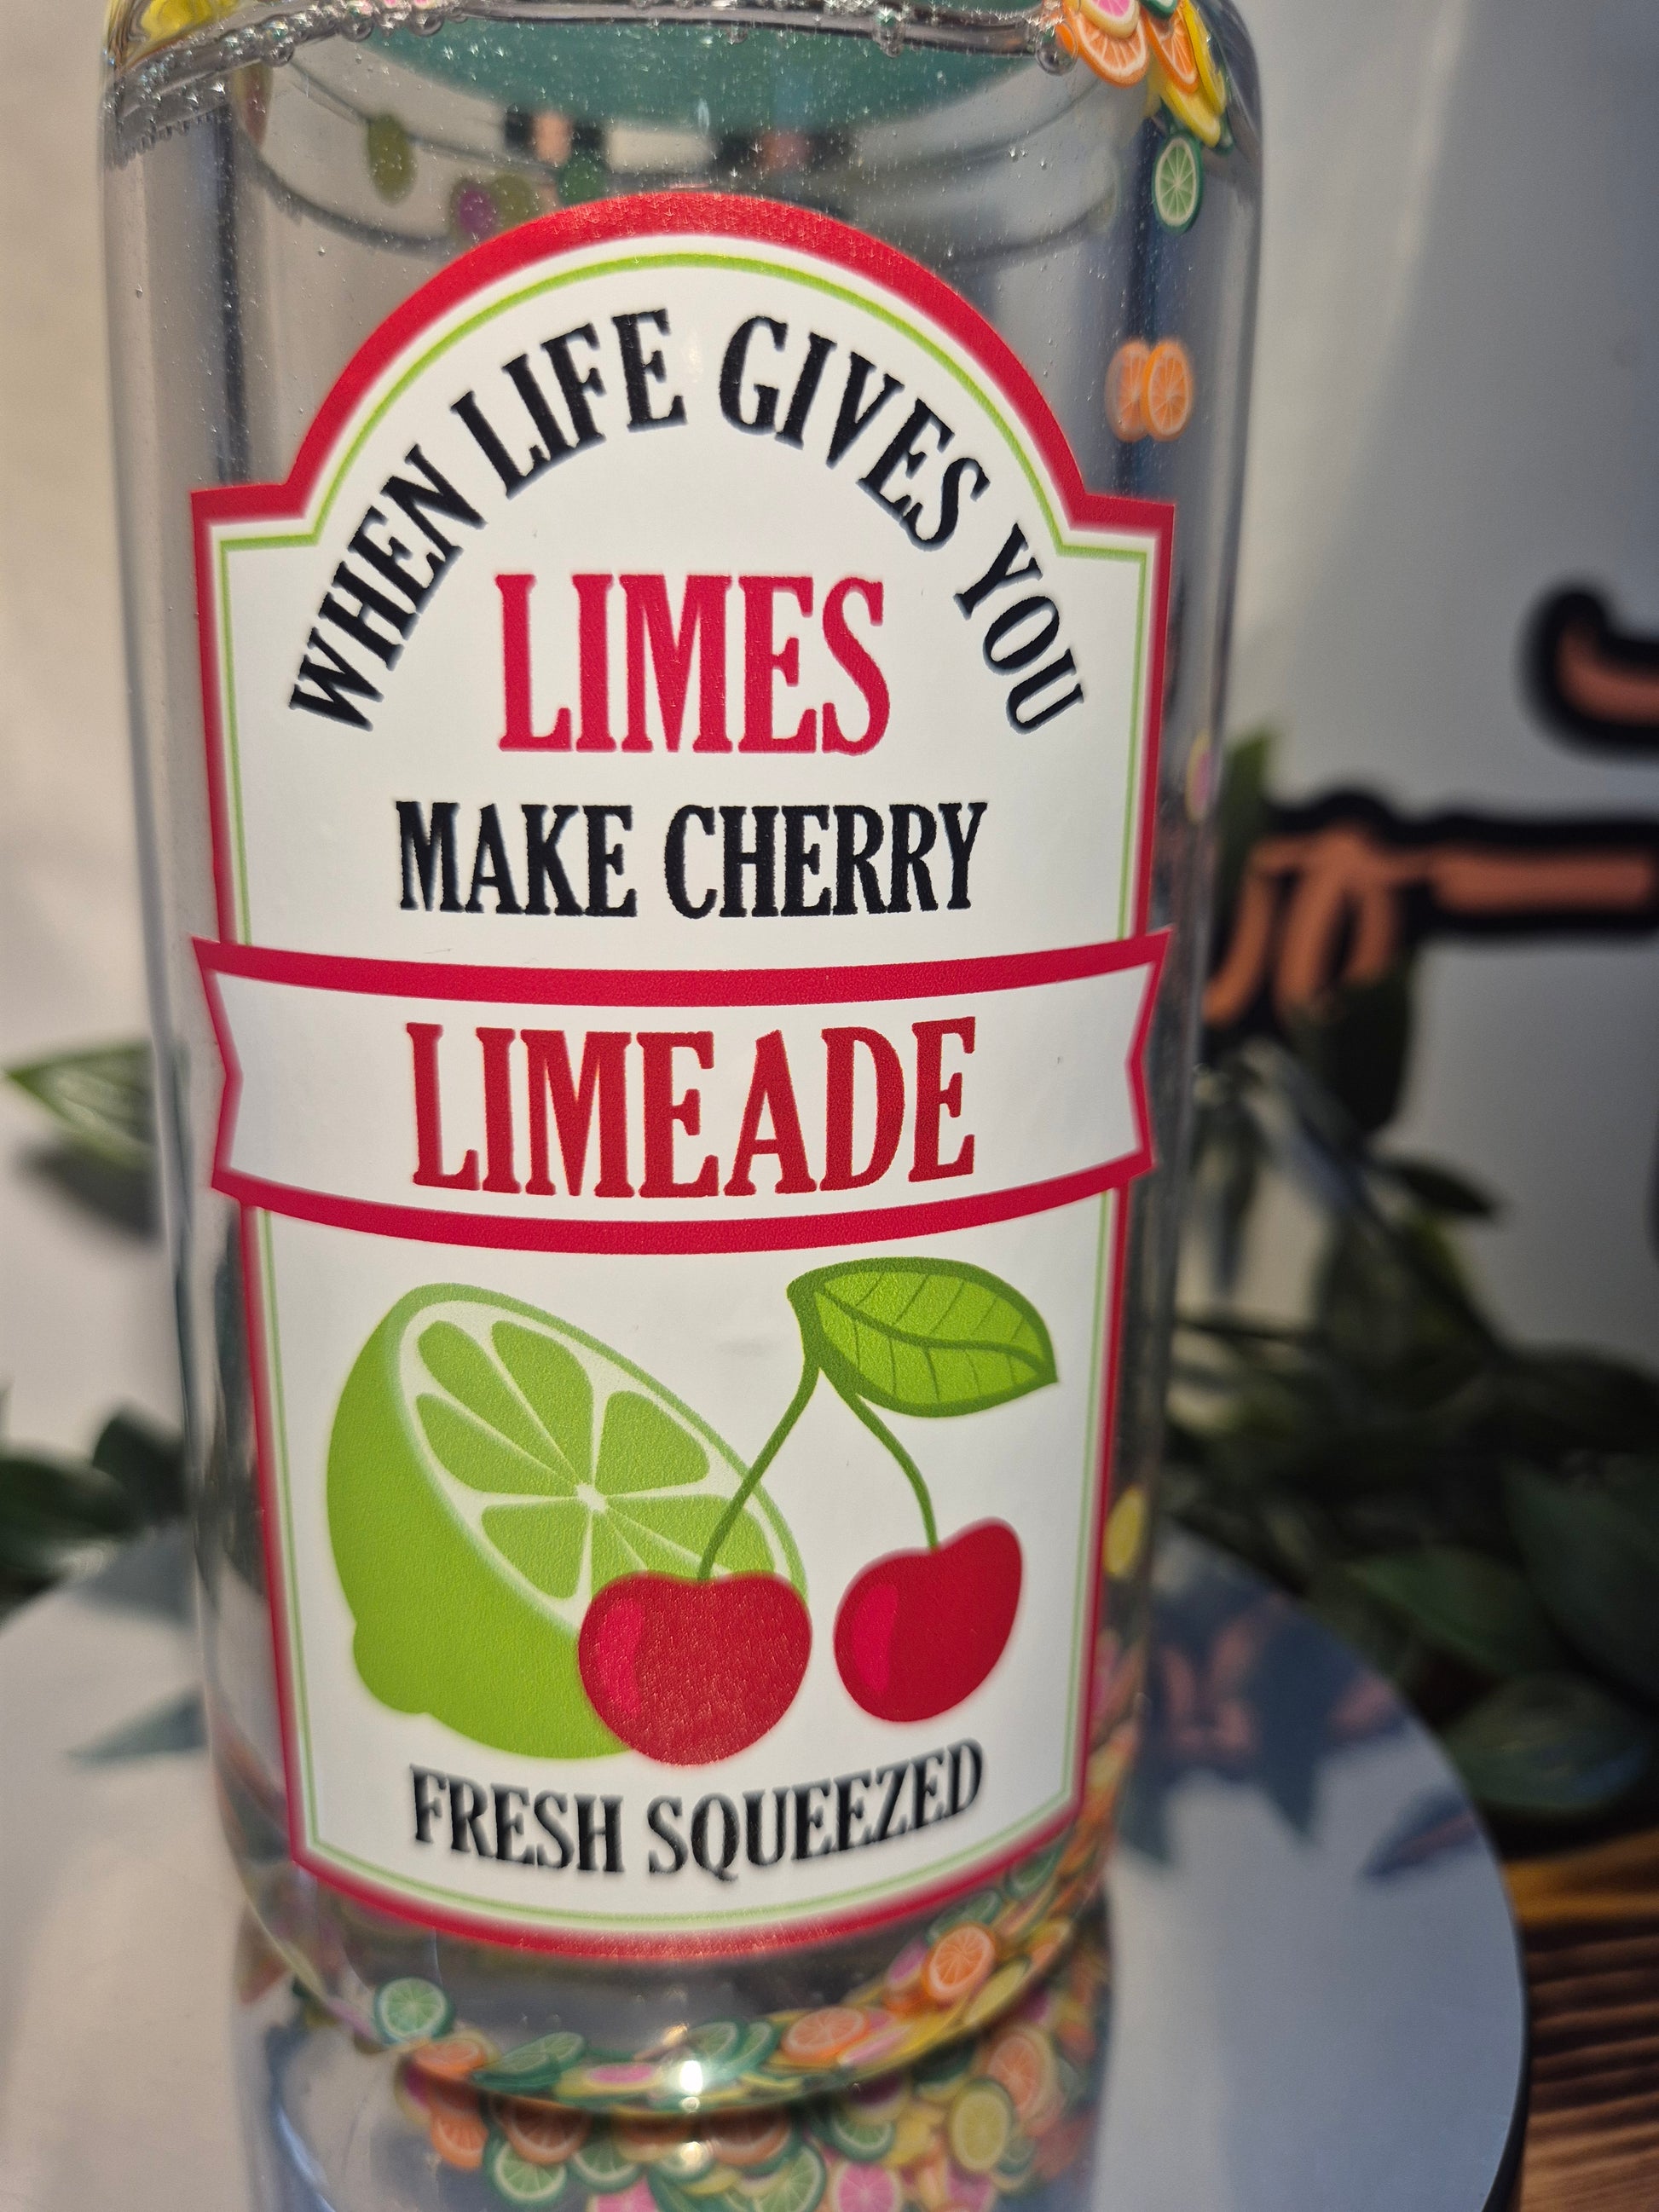 WHEN LIFE GIVES YOU
LIMES
MAKE CHERRY
LIMEADE
FRESH SQUEEZED